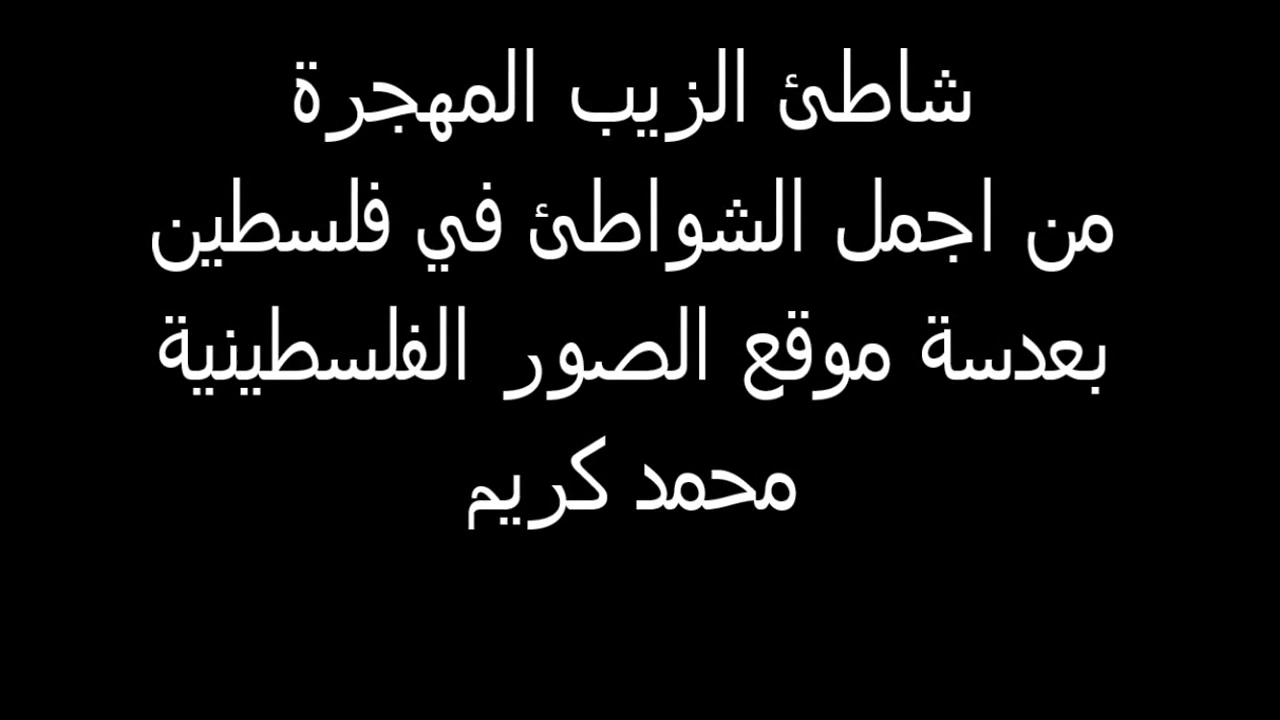 شاطئ الزيب المهجرة
من اجمل الشواطئ في فلسطين
بعدسة موقع الصور الفلسطينية
محمد كريم